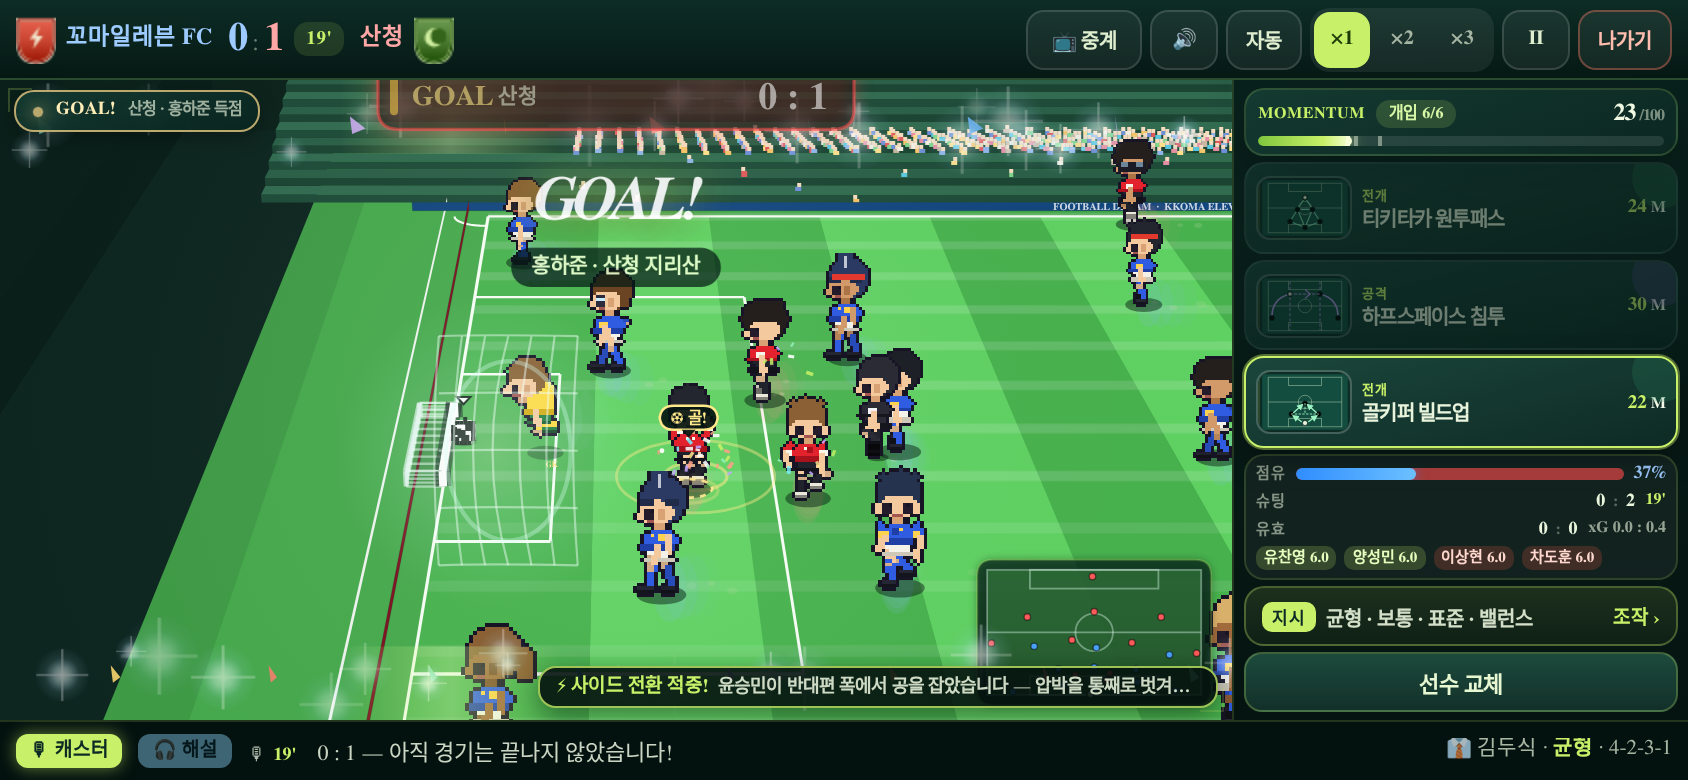 꼬마일레븐 FC 0 : 1 19' 산청
📺 중계 🔊 자동 ×1 ×2 ×3 II 나가기
GOAL! 산청 · 홍하준 득점
GOAL 산청 0 : 1
GOAL!
홍하준 · 산청 지리산
FOOTBALL
KKOMA ELEV
⚽ 골!
⚡ 사이드 전환 적중! 윤승민이 반대편 폭에서 공을 잡았습니다 — 압박을 통째로 벗겨…
MOMENTUM 개입 6/6 23 /100
전개
티키타카 원투패스 24 M
공격
하프스페이스 침투 30 M
전개
골키퍼 빌드업 22 M
점유 37%
슈팅 0 : 2 19'
유효 0 : 0 xG 0.0 : 0.4
유찬영 6.0 양성민 6.0 이상현 6.0 차도훈 6.0
지시 균형 · 보통 · 표준 · 밸런스 조작 ›
선수 교체
🎙 캐스터 🎧 해설 🎙 19' 0 : 1 — 아직 경기는 끝나지 않았습니다!
👔 김두식 · 균형 · 4-2-3-1